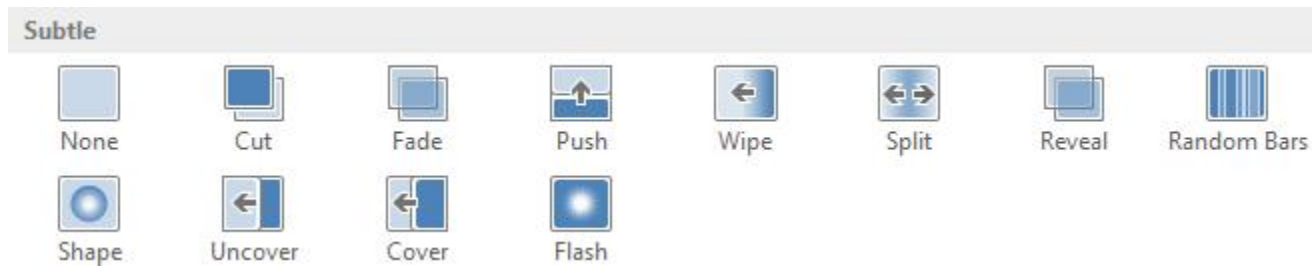 Subtle
None Cut Fade Push Wipe Split Reveal Random Bars
Shape Uncover Cover Flash